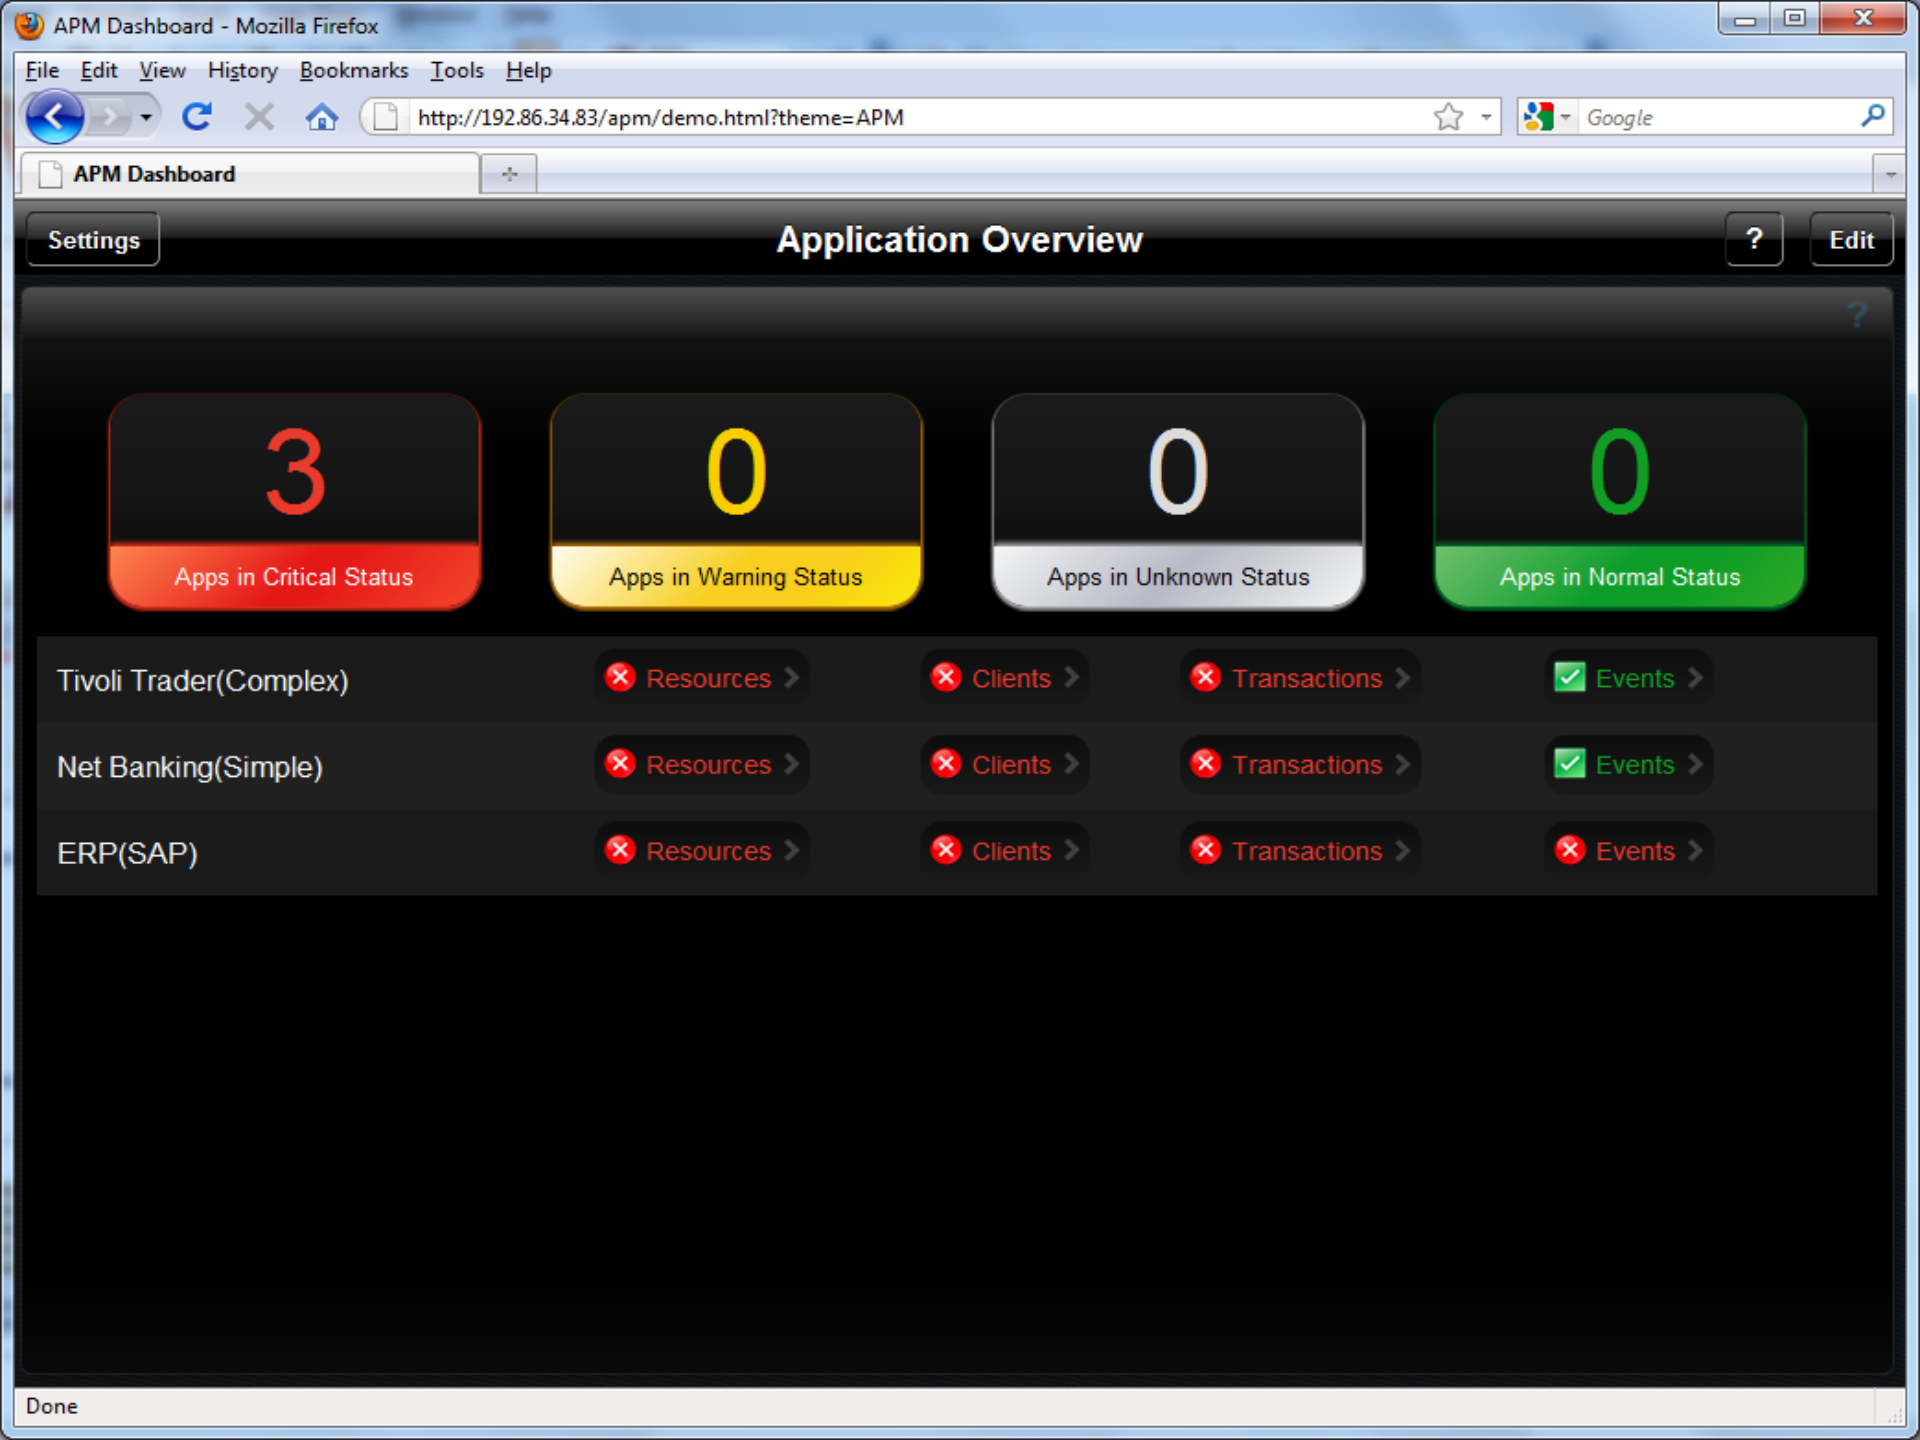 APM Dashboard - Mozilla Firefox
File Edit View History Bookmarks Tools Help
http://192.86.34.83/apm/demo.html?theme=APM Google
APM Dashboard
Settings Application Overview ? Edit
?
3 0 0 0
Apps in Critical Status Apps in Warning Status Apps in Unknown Status Apps in Normal Status
Tivoli Trader(Complex) Resources Clients Transactions Events
Net Banking(Simple) Resources Clients Transactions Events
ERP(SAP) Resources Clients Transactions Events
Done